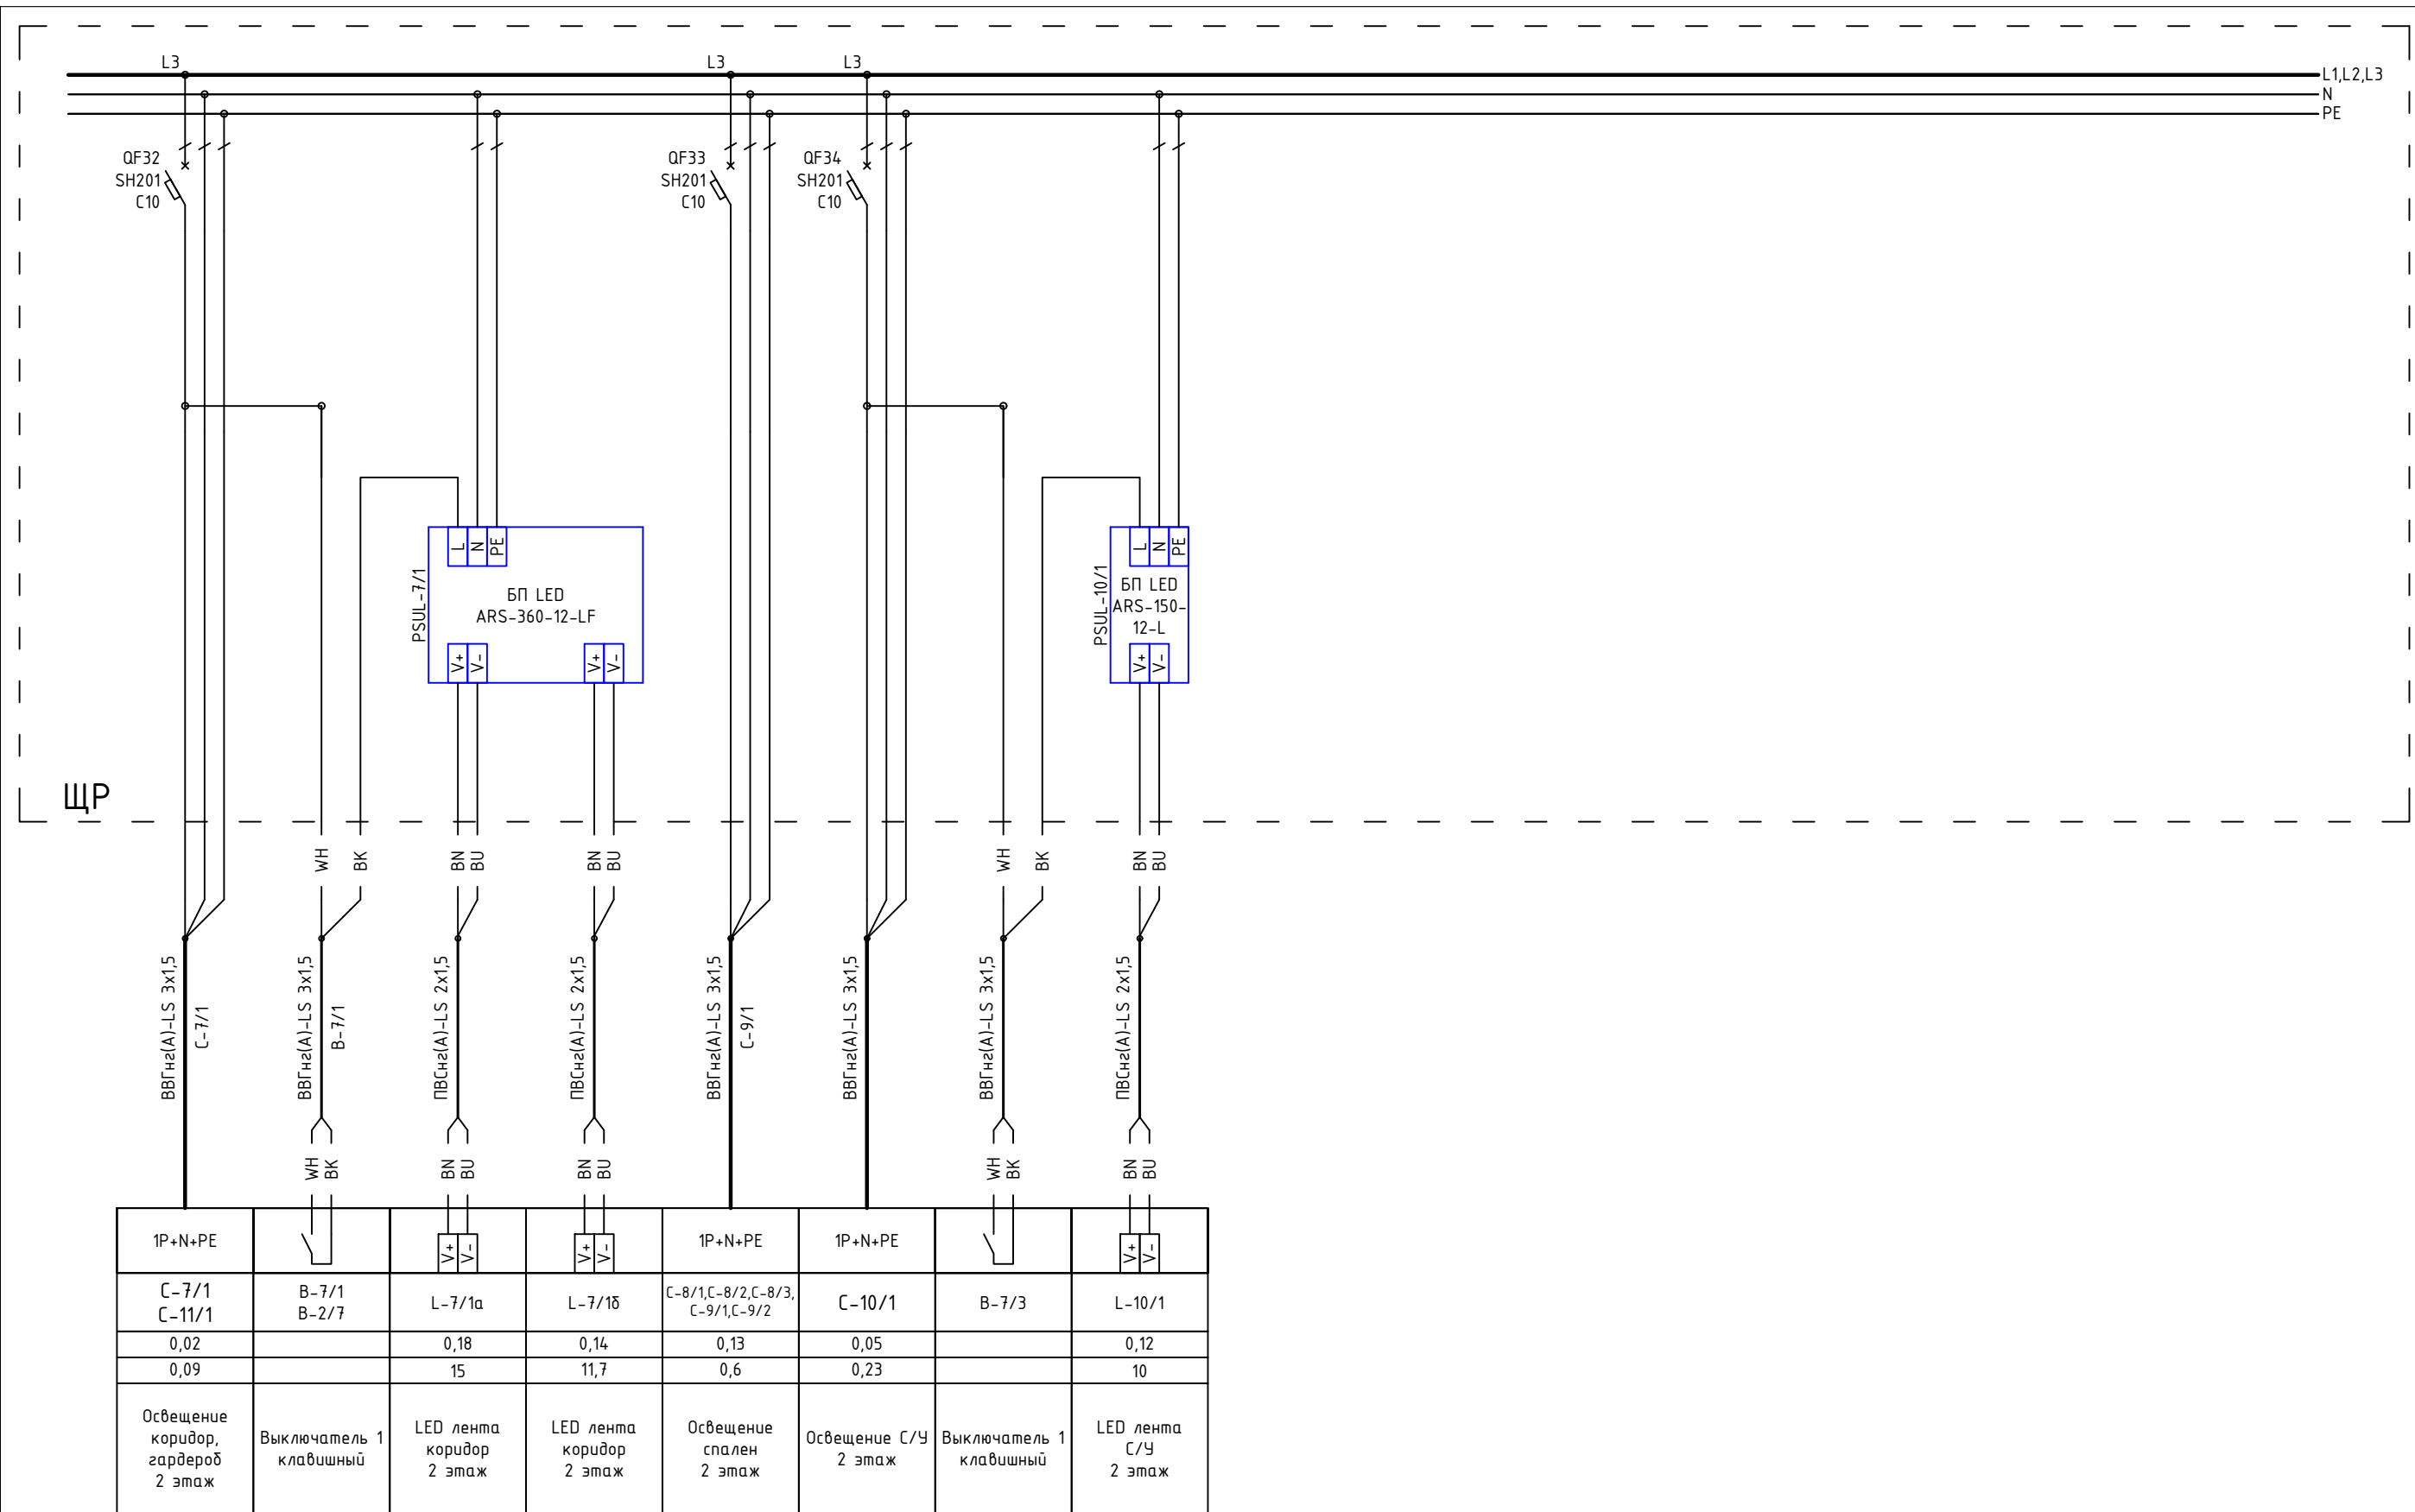 L3
L3
L3
L1,L2,L3
N
PE
QF32
SH201
C10
QF33
SH201
C10
QF34
SH201
C10
L
N
PE
PSUL-7/1
БП LED
ARS-360-12-LF
V+
V-
V+
V-
L
N
PE
PSUL-10/1
БП LED
ARS-150-
12-L
V+
V-
ЩР
WH
BK
BN
BU
BN
BU
WH
BK
BN
BU
ВВГнг(А)-LS 3x1,5
С-7/1
ВВГнг(А)-LS 3x1,5
В-7/1
ПВСнг(А)-LS 2x1,5
ПВСнг(А)-LS 2x1,5
ВВГнг(А)-LS 3x1,5
С-9/1
ВВГнг(А)-LS 3x1,5
ВВГнг(А)-LS 3x1,5
ПВСнг(А)-LS 2x1,5
WH
BK
BN
BU
BN
BU
WH
BK
BN
BU
1P+N+PE
V+
V-
V+
V-
1P+N+PE
1P+N+PE
V+
V-
С-7/1
С-11/1
В-7/1
В-2/7
L-7/1а
L-7/1б
С-8/1,С-8/2,С-8/3,
С-9/1,С-9/2
С-10/1
В-7/3
L-10/1
0,02
0,18
0,14
0,13
0,05
0,12
0,09
15
11,7
0,6
0,23
10
Освещение
коридор,
гардероб
2 этаж
Выключатель 1
клавишный
LED лента
коридор
2 этаж
LED лента
коридор
2 этаж
Освещение
спален
2 этаж
Освещение С/У
2 этаж
Выключатель 1
клавишный
LED лента
С/У
2 этаж